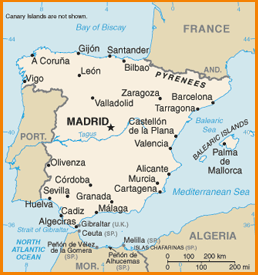 Canary Islands are not shown.
Bay of Biscay
FRANCE
A Coruña
Gijón
Santander
Bilbao
Vigo
León
PYRENEES
AND.
Zaragoza
Barcelona
Valladolid
Tarragona
MADRID
Castellón
de la Plana
Balearic
Sea
PORT.
Tagus
Valencia
BALEARIC ISLANDS
Palma
de
Mallorca
Olivenza
Alicante
Córdoba
Murcia
Sevilla
Granada
Cartagena
Mediterranean Sea
Huelva
Cadiz
Málaga
Algeciras
Gibraltar (U.K.)
Strait of Gibraltar
Ceuta (SP.)
0 100 200 km
0 100 200 mi
NORTH
ATLANTIC
OCEAN
Peñón de Vélez
de la Gomera (SP.)
Melilla (SP.)
ISLAS CHAFARINAS (SP.)
ALGERIA
MOR.
Peñón de
Alhucemas (SP.)